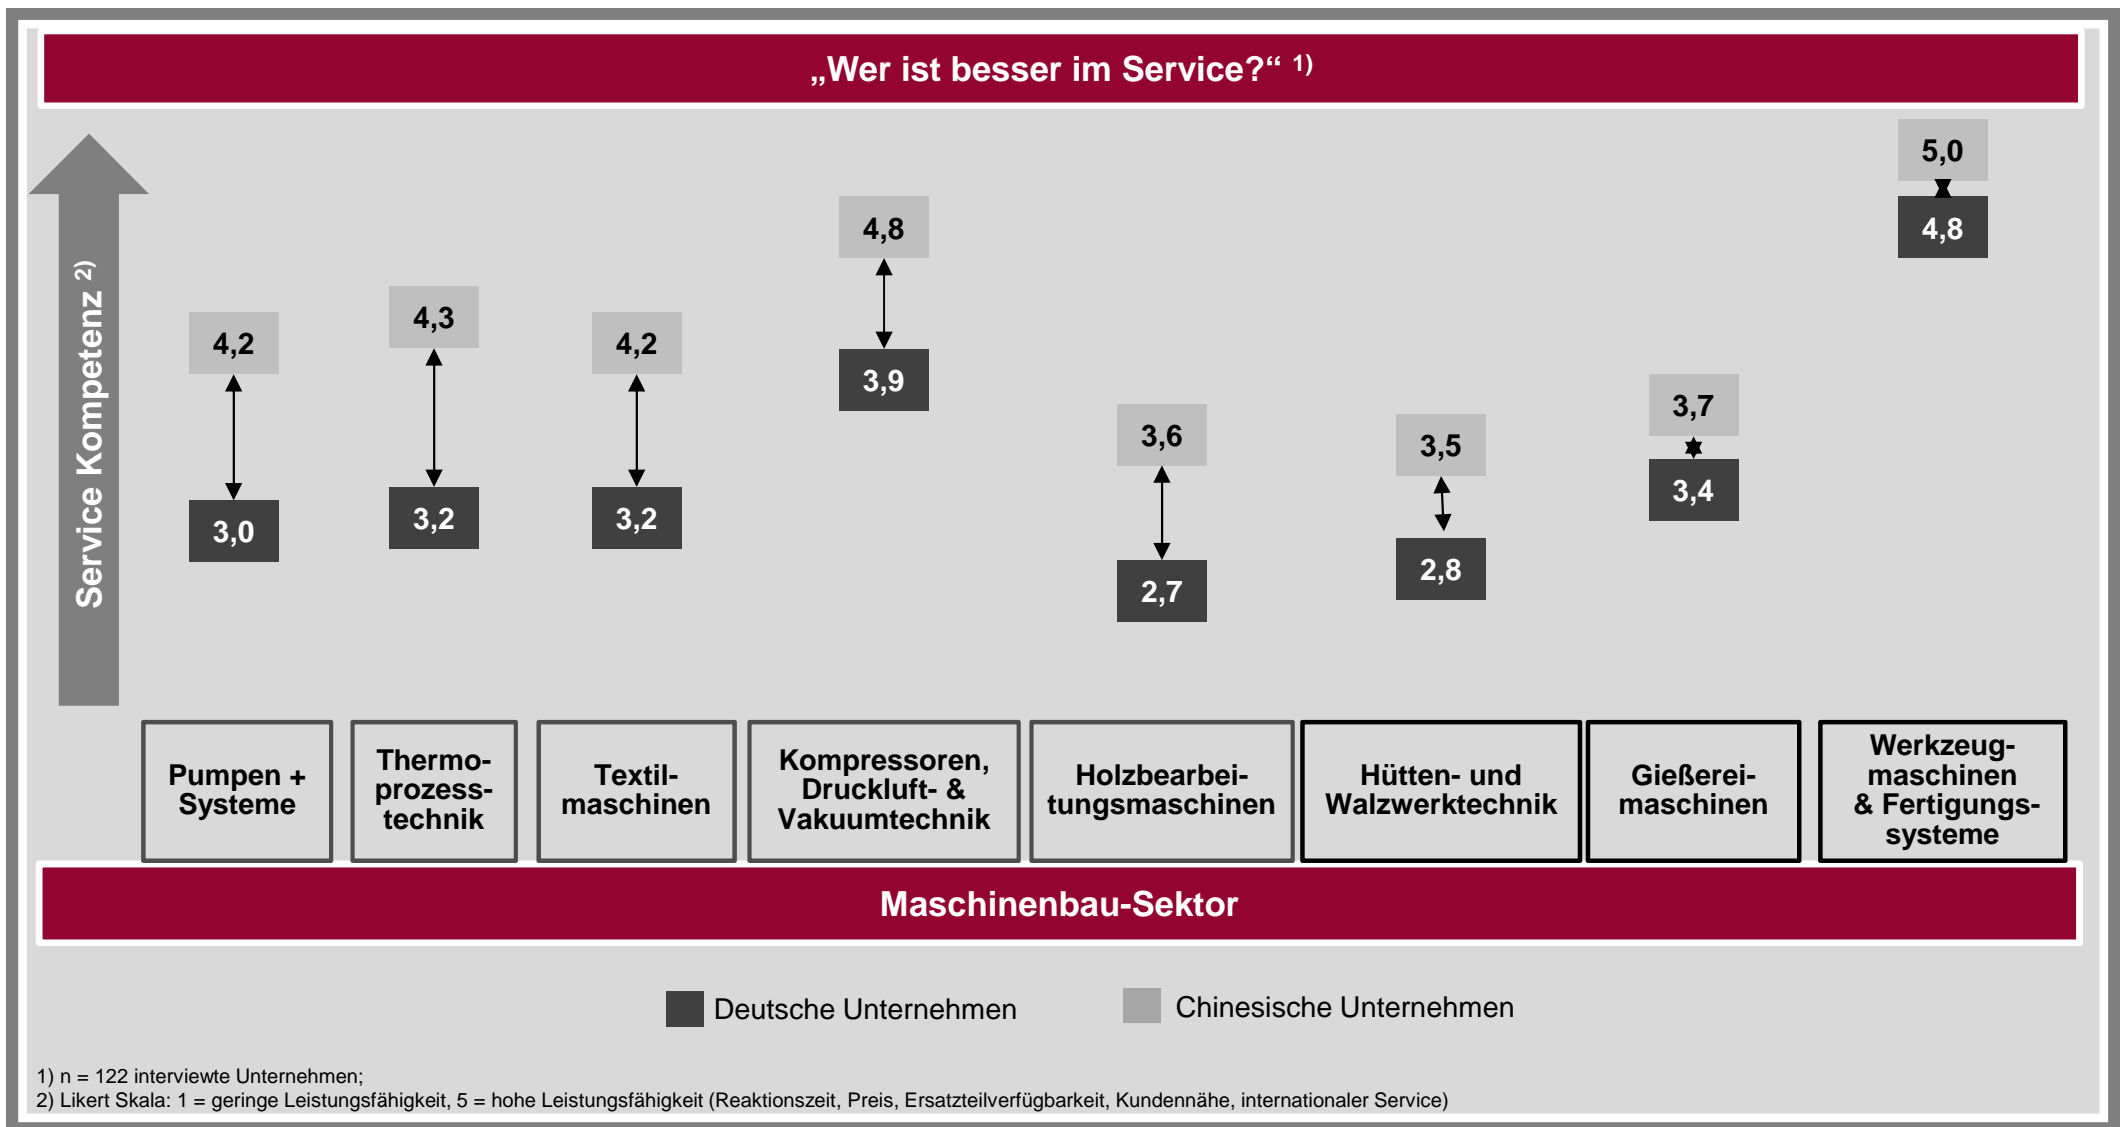 „Wer ist besser im Service?“ 1)
Service Kompetenz 2)
4,2
3,0
4,3
3,2
4,2
3,2
4,8
3,9
3,6
2,7
3,5
2,8
3,7
3,4
5,0
4,8
Pumpen +
Systeme
Thermo-
prozess-
technik
Textil-
maschinen
Kompressoren,
Druckluft- &
Vakuumtechnik
Holzbearbei-
tungsmaschinen
Hütten- und
Walzwerktechnik
Gießerei-
maschinen
Werkzeug-
maschinen
& Fertigungs-
systeme
Maschinenbau-Sektor
Deutsche Unternehmen
Chinesische Unternehmen
1) n = 122 interviewte Unternehmen;
2) Likert Skala: 1 = geringe Leistungsfähigkeit, 5 = hohe Leistungsfähigkeit (Reaktionszeit, Preis, Ersatzteilverfügbarkeit, Kundennähe, internationaler Service)